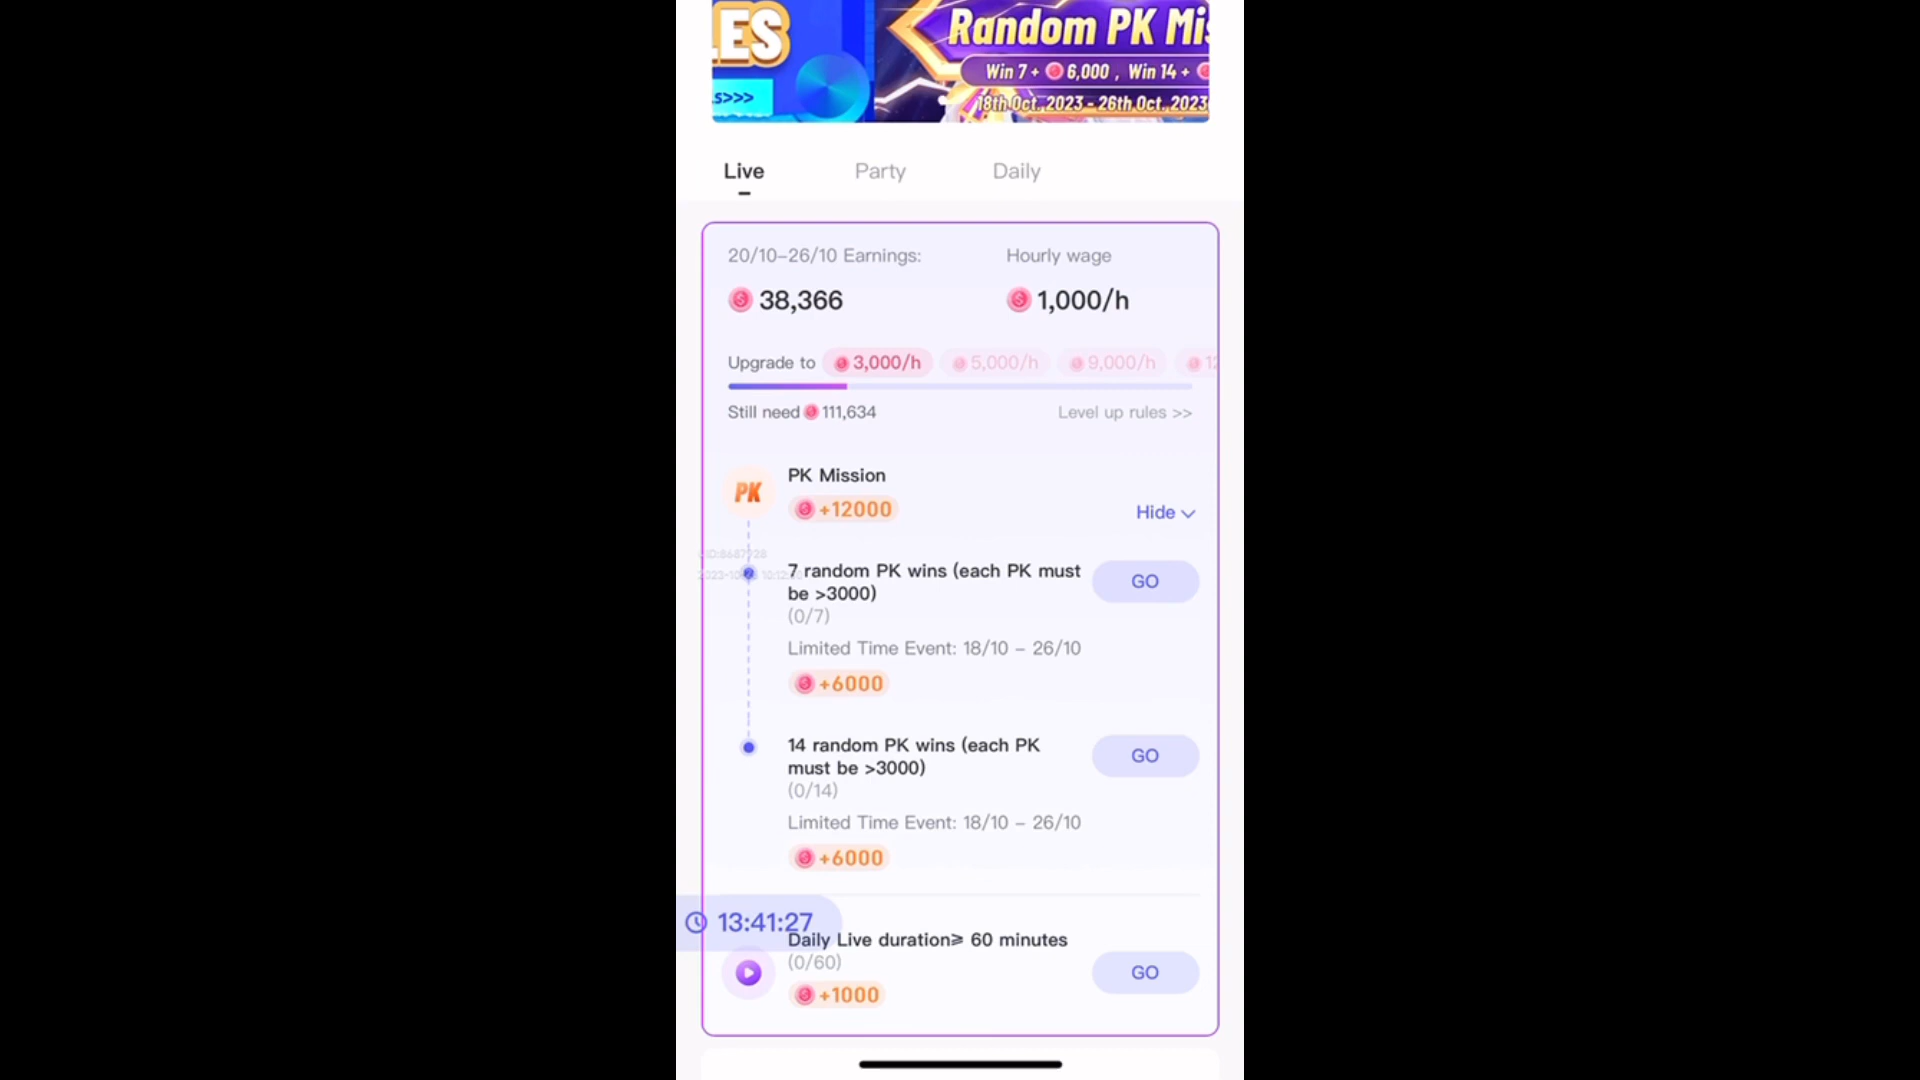 LES
Random PK Mis
S>>>
Win 7 + 6,000 , Win 14 +
18th Oct., 2023 - 26th Oct., 2023
Live
Party
Daily
20/10–26/10 Earnings:
Hourly wage
38,366
1,000/h
Upgrade to
3,000/h
5,000/h
9,000/h
12
Still need 111,634
Level up rules >>
PK
PK Mission
+12000
Hide
7 random PK wins (each PK must
be >3000)
(0/7)
GO
Limited Time Event: 18/10 – 26/10
+6000
14 random PK wins (each PK
must be >3000)
(0/14)
GO
Limited Time Event: 18/10 – 26/10
+6000
13:41:27
Daily Live duration≥ 60 minutes
(0/60)
GO
+1000